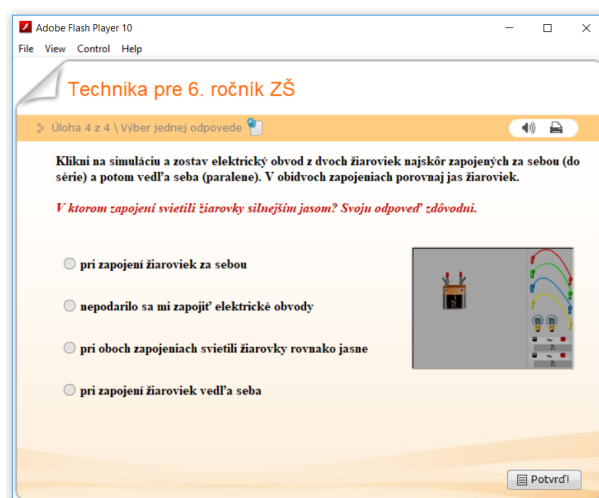 Adobe Flash Player 10
File View Control Help
Technika pre 6. ročník ZŠ
Úloha 4 z 4 \ Výber jednej odpovede
Klikni na simuláciu a zostav elektrický obvod z dvoch žiaroviek najskôr zapojených za sebou (do
série) a potom vedľa seba (paralene). V obidvoch zapojeniach porovnaj jas žiaroviek.
V ktorom zapojení svietili žiarovky silnejším jasom? Svoju odpoveď zdôvodni.
pri zapojení žiaroviek za sebou
nepodarilo sa mi zapojiť elektrické obvody
pri oboch zapojeniach svietili žiarovky rovnako jasne
pri zapojení žiaroviek vedľa seba
Potvrď!